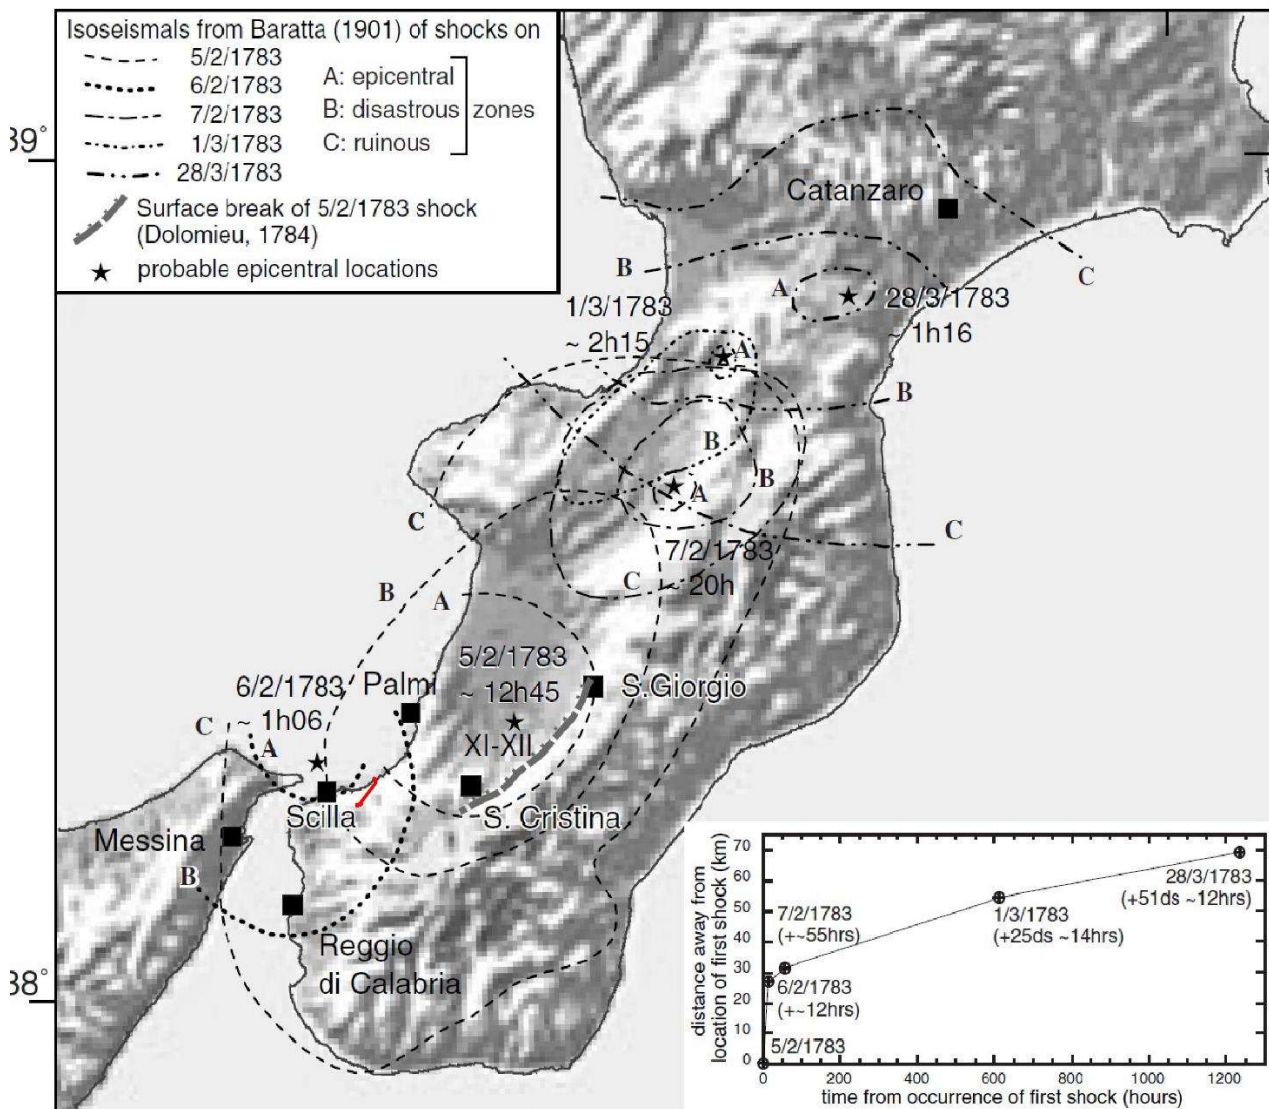 Isoseismals from Baratta (1901) of shocks on
5/2/1783
6/2/1783
7/2/1783
1/3/1783
28/3/1783
A: epicentral
B: disastrous
C: ruinous
zones
Surface break of 5/2/1783 shock
(Dolomieu, 1784)
probable epicentral locations
39°
38°
Catanzaro
B
C
A
28/3/1783
~ 1h16
1/3/1783
~ 2h15
A
B
B
B
A
C
C
7/2/1783
~ 20h
C
B
A
5/2/1783
~ 12h45
XI-XII
S.Giorgio
Palmi
6/2/1783
~ 1h06
C
A
Scilla
S. Cristina
Messina
B
Reggio
di Calabria
distance away from
location of first shock (km)
70
60
50
40
30
20
10
0
7/2/1783
(+~55hrs)
6/2/1783
(+~12hrs)
5/2/1783
1/3/1783
(+25ds ~14hrs)
28/3/1783
(+51ds ~12hrs)
0 200 400 600 800 1000 1200
time from occurrence of first shock (hours)